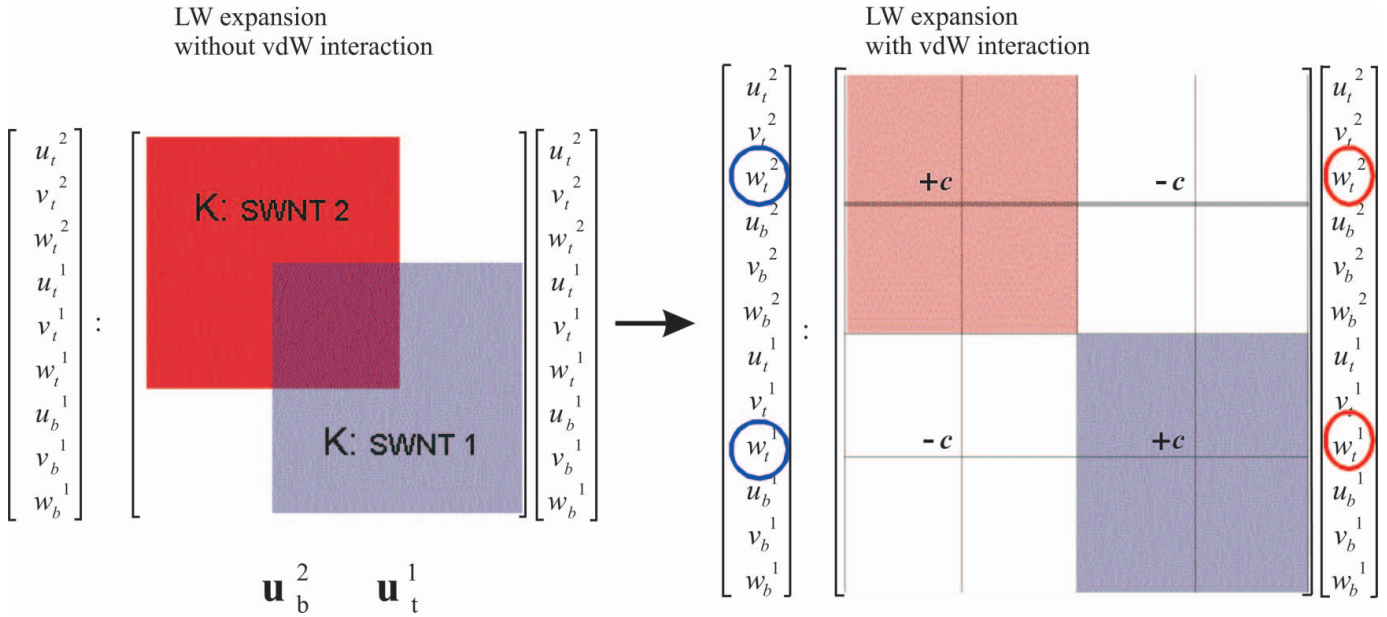 LW expansion
without vdW interaction
u_t^2
v_t^2
w_t^2
u_t^1
v_t^1
w_t^1
u_b^1
v_b^1
w_b^1
:
K: SWNT 2
K: SWNT 1
u_t^2
v_t^2
w_t^2
u_t^1
v_t^1
w_t^1
u_b^1
v_b^1
w_b^1
u_b^2 u_t^1
LW expansion
with vdW interaction
u_t^2
v_t^2
w_t^2
u_b^2
v_b^2
w_b^2
u_t^1
v_t^1
w_t^1
u_b^1
v_b^1
w_b^1
:
+c -c
-c +c
u_t^2
v_t^2
w_t^2
u_b^2
v_b^2
w_b^2
u_t^1
v_t^1
w_t^1
u_b^1
v_b^1
w_b^1